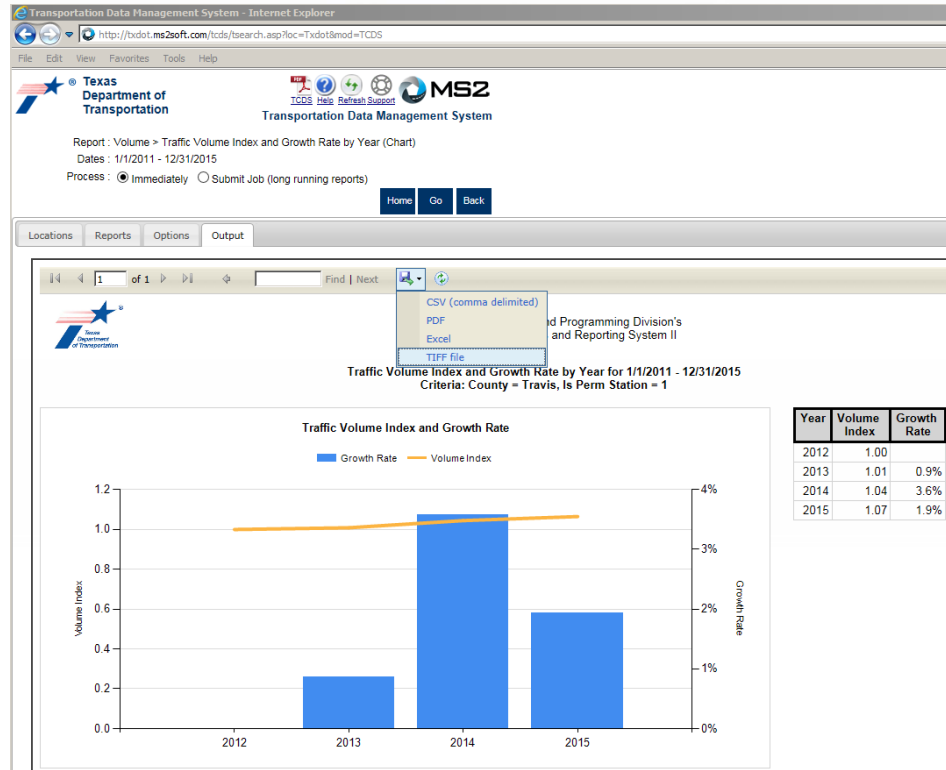 Transportation Data Management System - Internet Explorer
http://txdot.ms2soft.com/tcds/tsearch.asp?loc=Txdot&mod=TCDS
File Edit View Favorites Tools Help
Texas
Department of
Transportation
®
PDF
TCDS Help Refresh Support
MS2
Transportation Data Management System
Report : Volume > Traffic Volume Index and Growth Rate by Year (Chart)
Dates : 1/1/2011 - 12/31/2015
Process : Immediately Submit Job (long running reports)
Home Go Back
Locations Reports Options Output
1 of 1 Find | Next
CSV (comma delimited)
PDF
Excel
TIFF file
®
Texas
Department
of Transportation
d Programming Division's
and Reporting System II
Traffic Volume Index and Growth Rate by Year for 1/1/2011 - 12/31/2015
Criteria: County = Travis, Is Perm Station = 1
Traffic Volume Index and Growth Rate
Growth Rate Volume Index
1.2
1.0
0.8
0.6
0.4
0.2
0.0
Volume Index
4%
3%
2%
1%
0%
Growth Rate
2012 2013 2014 2015
Year Volume Index Growth Rate
2012 1.00
2013 1.01 0.9%
2014 1.04 3.6%
2015 1.07 1.9%